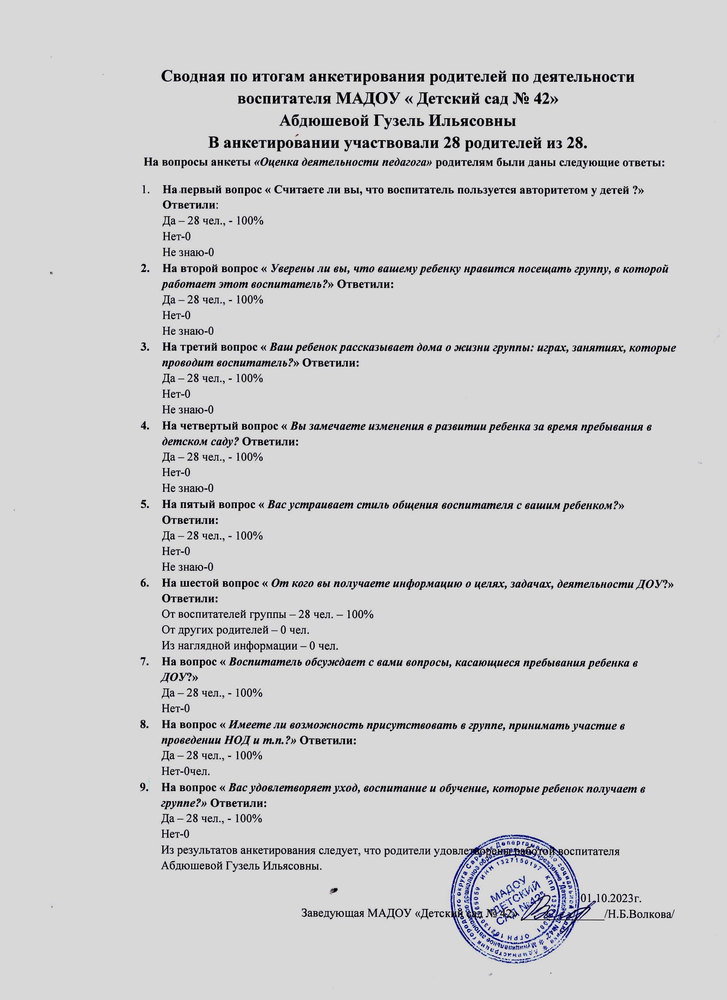 Сводная по итогам анкетирования родителей по деятельности
воспитателя МАДОУ « Детский сад № 42»
Абдюшевой Гузель Ильясовны
В анкетировании участвовали 28 родителей из 28.
На вопросы анкеты «Оценка деятельности педагога» родителям были даны следующие ответы:
1. На первый вопрос « Считаете ли вы, что воспитатель пользуется авторитетом у детей ?»
Ответили:
Да – 28 чел., - 100%
Нет-0
Не знаю-0
2. На второй вопрос « Уверены ли вы, что вашему ребенку нравится посещать группу, в которой
работает этот воспитатель?» Ответили:
Да – 28 чел., - 100%
Нет-0
Не знаю-0
3. На третий вопрос « Ваш ребенок рассказывает дома о жизни группы: играх, занятиях, которые
проводит воспитатель?» Ответили:
Да – 28 чел., - 100%
Нет-0
Не знаю-0
4. На четвертый вопрос « Вы замечаете изменения в развитии ребенка за время пребывания в
детском саду? Ответили:
Да – 28 чел., - 100%
Нет-0
Не знаю-0
5. На пятый вопрос « Вас устраивает стиль общения воспитателя с вашим ребенком?»
Ответили:
Да – 28 чел., - 100%
Нет-0
Не знаю-0
6. На шестой вопрос « От кого вы получаете информацию о целях, задачах, деятельности ДОУ?»
Ответили:
От воспитателей группы – 28 чел. – 100%
От других родителей – 0 чел.
Из наглядной информации – 0 чел.
7. На вопрос « Воспитатель обсуждает с вами вопросы, касающиеся пребывания ребенка в
ДОУ?»
Да – 28 чел., - 100%
Нет-0
8. На вопрос « Имеете ли возможность присутствовать в группе, принимать участие в
проведении НОД и т.п.?» Ответили:
Да – 28 чел., - 100%
Нет-0чел.
9. На вопрос « Вас удовлетворяет уход, воспитание и обучение, которые ребенок получает в
группе?» Ответили:
Да – 28 чел., - 100%
Нет-0
Из результатов анкетирования следует, что родители удовлетворены работой воспитателя
Абдюшевой Гузель Ильясовны.
01.10.2023г.
Заведующая МАДОУ «Детский сад № 42» /Н.Б.Волкова/
ИНН 1327150197 КПП
ОГРН
МАДОУ
"ДЕТСКИЙ
САД №42"